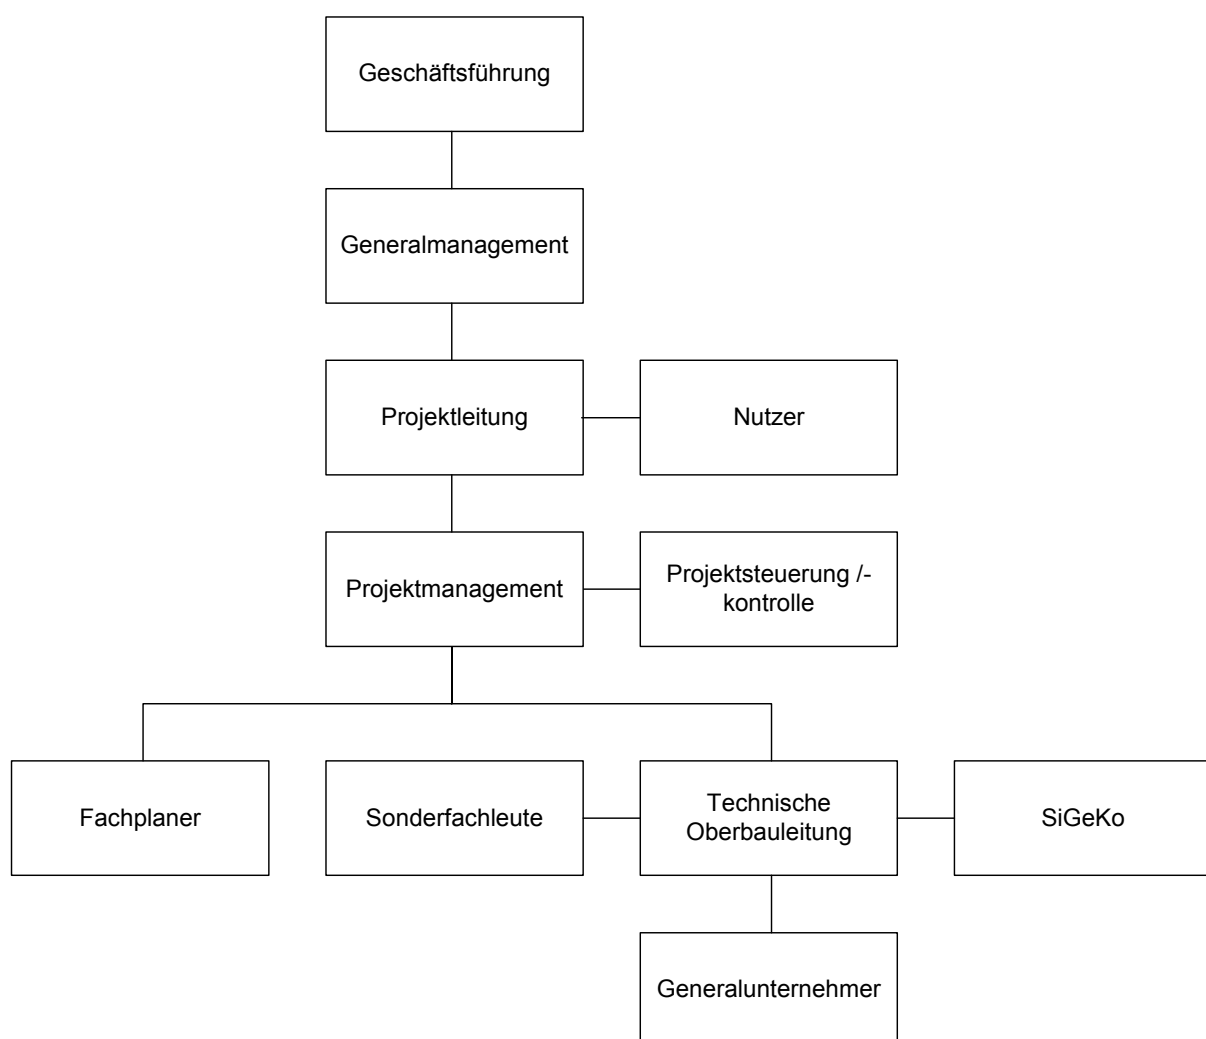 Geschäftsführung
Generalmanagement
Projektleitung
Nutzer
Projektmanagement
Projektsteuerung /-
kontrolle
Fachplaner
Sonderfachleute
Technische
Oberbauleitung
SiGeKo
Generalunternehmer